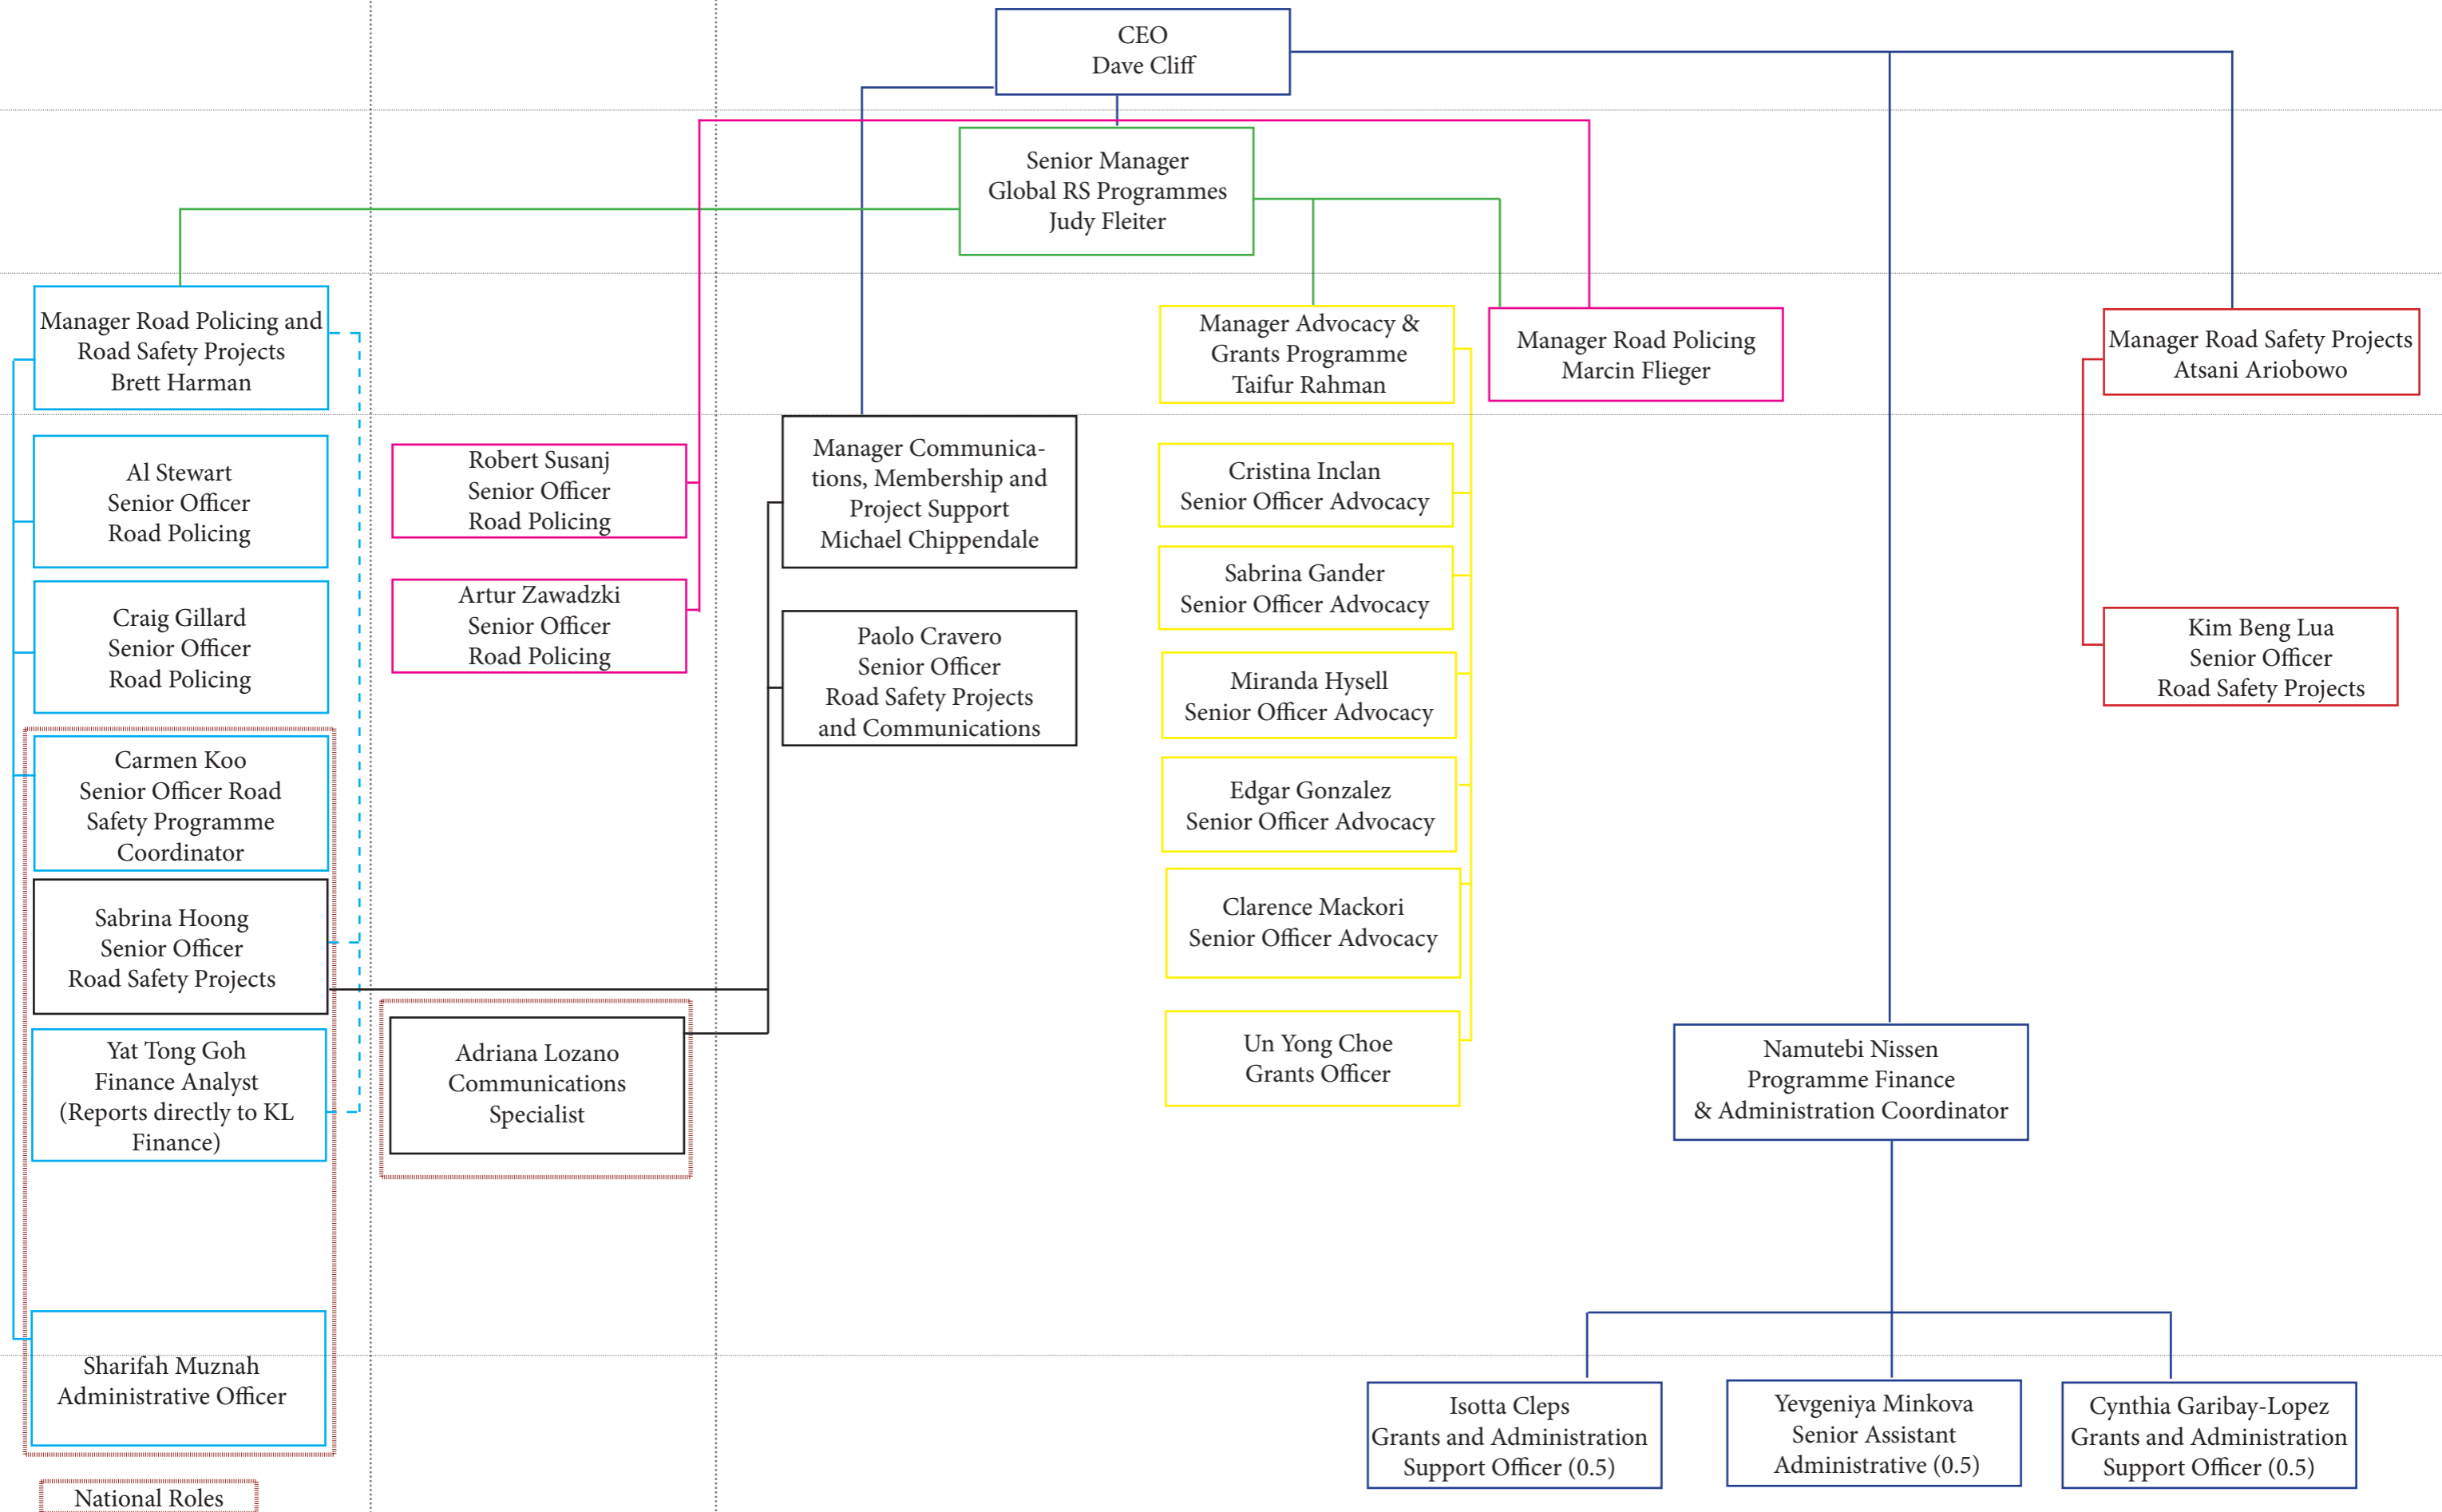 CEO
Dave Cliff
Senior Manager
Global RS Programmes
Judy Fleiter
Manager Road Policing and
Road Safety Projects
Brett Harman
Manager Advocacy &
Grants Programme
Taifur Rahman
Manager Road Policing
Marcin Flieger
Manager Road Safety Projects
Atsani Ariobowo
Al Stewart
Senior Officer
Road Policing
Craig Gillard
Senior Officer
Road Policing
Carmen Koo
Senior Officer Road
Safety Programme
Coordinator
Sabrina Hoong
Senior Officer
Road Safety Projects
Yat Tong Goh
Finance Analyst
(Reports directly to KL
Finance)
Sharifah Muznah
Administrative Officer
National Roles
Robert Susanj
Senior Officer
Road Policing
Artur Zawadzki
Senior Officer
Road Policing
Adriana Lozano
Communications
Specialist
Manager Communica-
tions, Membership and
Project Support
Michael Chippendale
Paolo Cravero
Senior Officer
Road Safety Projects
and Communications
Cristina Inclan
Senior Officer Advocacy
Sabrina Gander
Senior Officer Advocacy
Miranda Hysell
Senior Officer Advocacy
Edgar Gonzalez
Senior Officer Advocacy
Clarence Mackori
Senior Officer Advocacy
Un Yong Choe
Grants Officer
Kim Beng Lua
Senior Officer
Road Safety Projects
Namutebi Nissen
Programme Finance
& Administration Coordinator
Isotta Cleps
Grants and Administration
Support Officer (0.5)
Yevgeniya Minkova
Senior Assistant
Administrative (0.5)
Cynthia Garibay-Lopez
Grants and Administration
Support Officer (0.5)